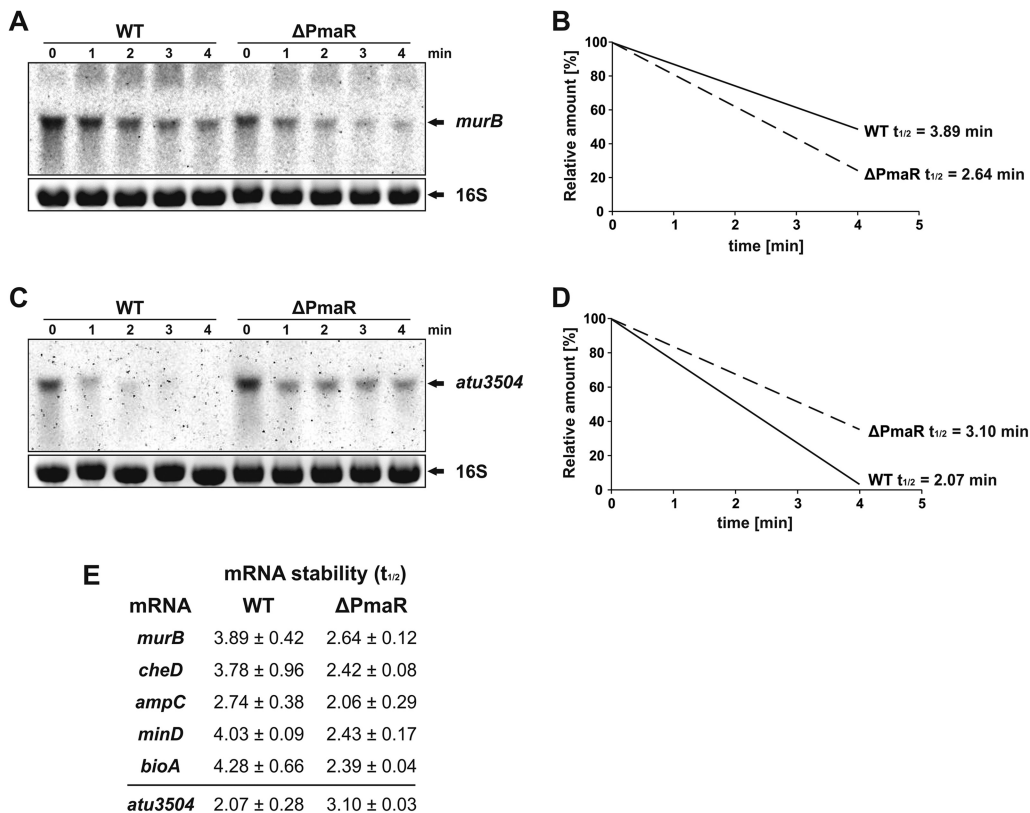 A
WT ΔPmaR
0 1 2 3 4 0 1 2 3 4 min
murB
16S
B
Relative amount [%]
100
80
60
40
20
0
0 1 2 3 4 5
time [min]
WT t1/2 = 3.89 min
ΔPmaR t1/2 = 2.64 min
C
WT ΔPmaR
0 1 2 3 4 0 1 2 3 4 min
atu3504
16S
D
Relative amount [%]
100
80
60
40
20
0
0 1 2 3 4 5
time [min]
ΔPmaR t1/2 = 3.10 min
WT t1/2 = 2.07 min
E
mRNA stability (t1/2)
mRNA WT ΔPmaR
murB 3.89 ± 0.42 2.64 ± 0.12
cheD 3.78 ± 0.96 2.42 ± 0.08
ampC 2.74 ± 0.38 2.06 ± 0.29
minD 4.03 ± 0.09 2.43 ± 0.17
bioA 4.28 ± 0.66 2.39 ± 0.04
atu3504 2.07 ± 0.28 3.10 ± 0.03